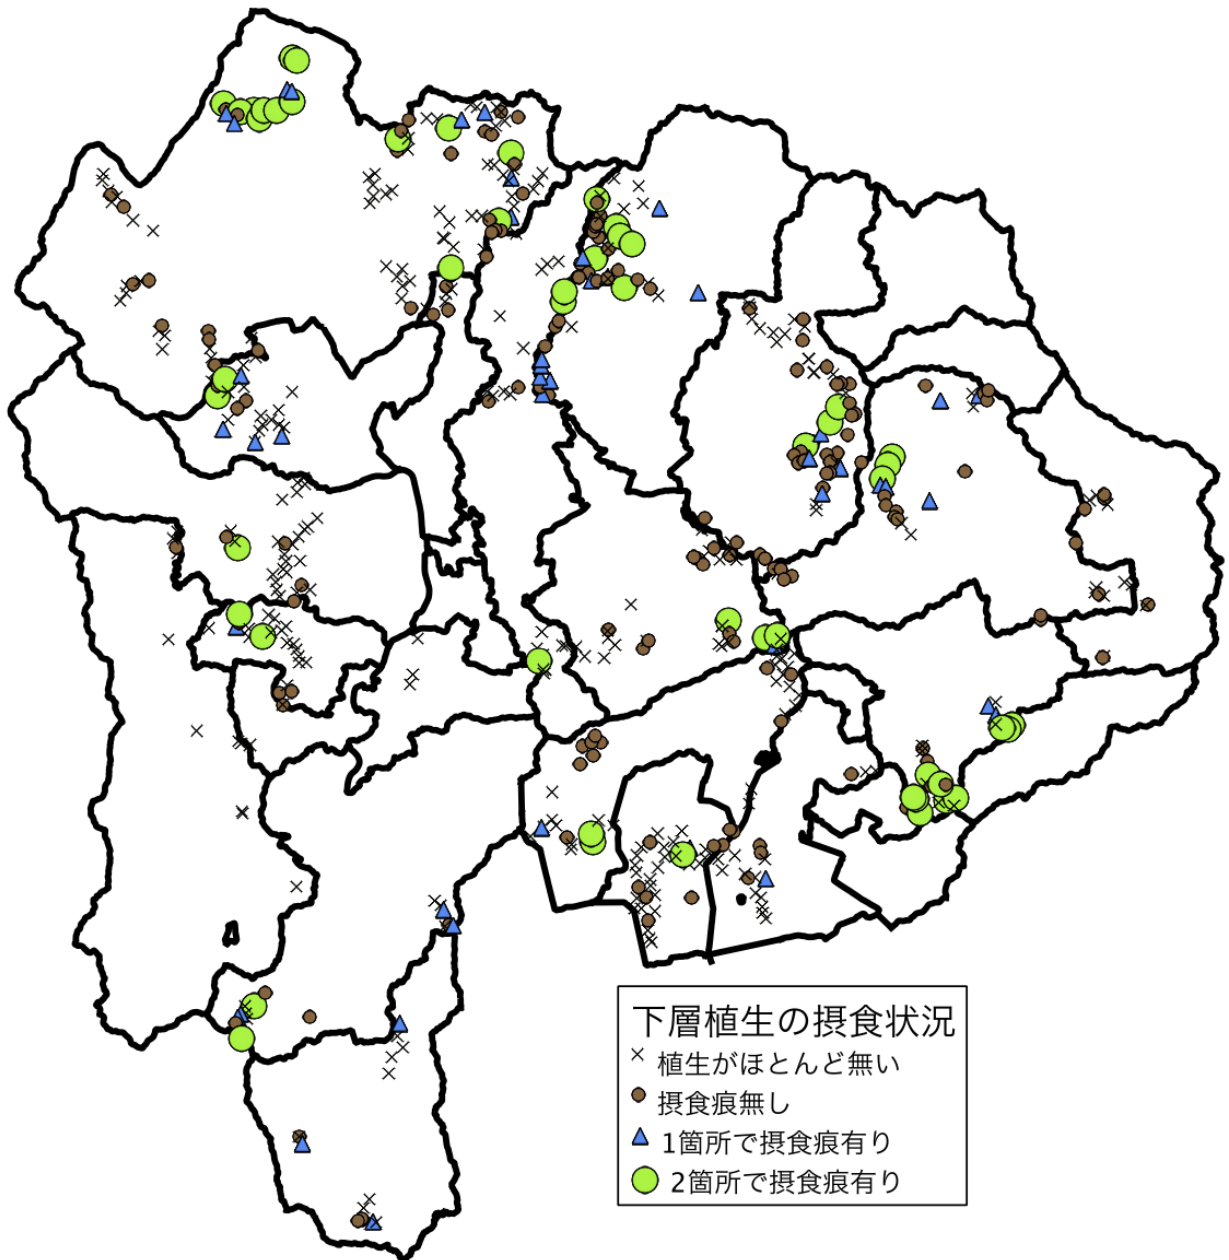 下層植生の摂食状況
植生がほとんど無い
摂食痕無し
1箇所で摂食痕有り
2箇所で摂食痕有り